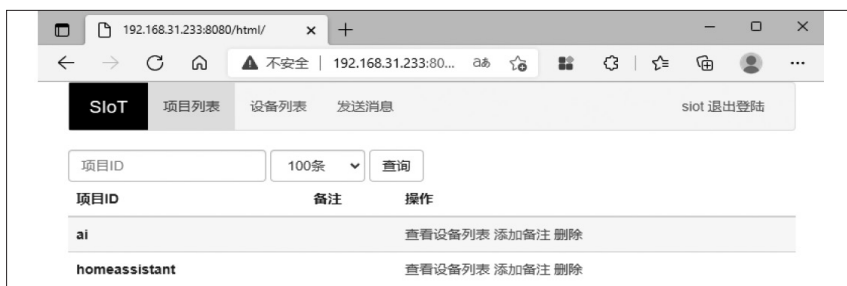 192.168.31.233:8080/html/
不安全 | 192.168.31.233:80... aあ
SIoT 项目列表 设备列表 发送消息 siot 退出登陆
项目ID 100条 查询
项目ID 备注 操作
ai 查看设备列表 添加备注 删除
homeassistant 查看设备列表 添加备注 删除